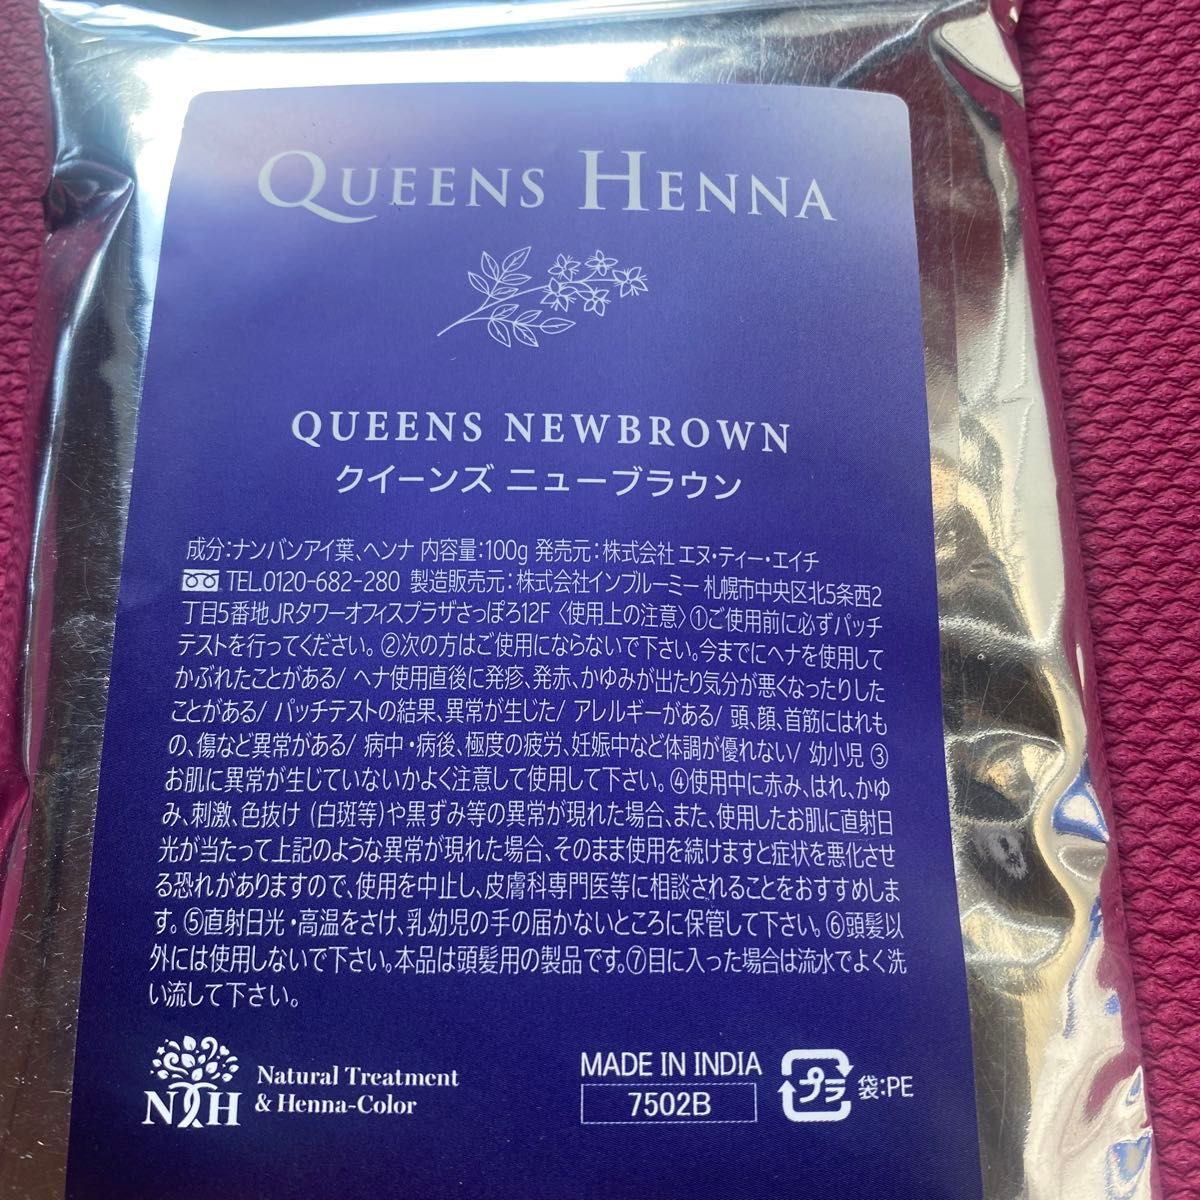 QUEENS HENNA
QUEENS NEWBROWN
クイーンズ ニューブラウン
成分:ナンバンアイ葉、ヘンナ 内容量:100g 発売元:株式会社 エヌ・ティー・エイチ
TEL.0120-682-280 製造販売元:株式会社インブルーミー 札幌市中央区北5条西2
丁目5番地JRタワーオフィスプラザさっぽろ12F〈使用上の注意〉①ご使用前に必ずパッチ
テストを行ってください。②次の方はご使用にならないで下さい。今までにヘナを使用して
かぶれたことがある/ ヘナ使用直後に発疹、発赤、かゆみが出たり気分が悪くなったりした
ことがある/ パッチテストの結果、異常が生じた/ アレルギーがある/ 頭、顔、首筋にはれも
の、傷など異常がある/ 病中・病後、極度の疲労、妊娠中など体調が優れない/ 幼小児 ③
お肌に異常が生じていないかよく注意して使用して下さい。④使用中に赤み、はれ、かゆ
み、刺激、色抜け (白斑等)や黒ずみ等の異常が現れた場合、また、使用したお肌に直射日
光が当たって上記のような異常が現れた場合、そのまま使用を続けますと症状を悪化させ
る恐れがありますので、使用を中止し、皮膚科専門医等に相談されることをおすすめしま
す。⑤直射日光・高温をさけ、乳幼児の手の届かないところに保管して下さい。⑥頭髪以
外には使用しないで下さい。本品は頭髪用の製品です。⑦目に入った場合は流水でよく洗
い流して下さい。
NTH
Natural Treatment
& Henna-Color
MADE IN INDIA
7502B
プラ
袋:PE